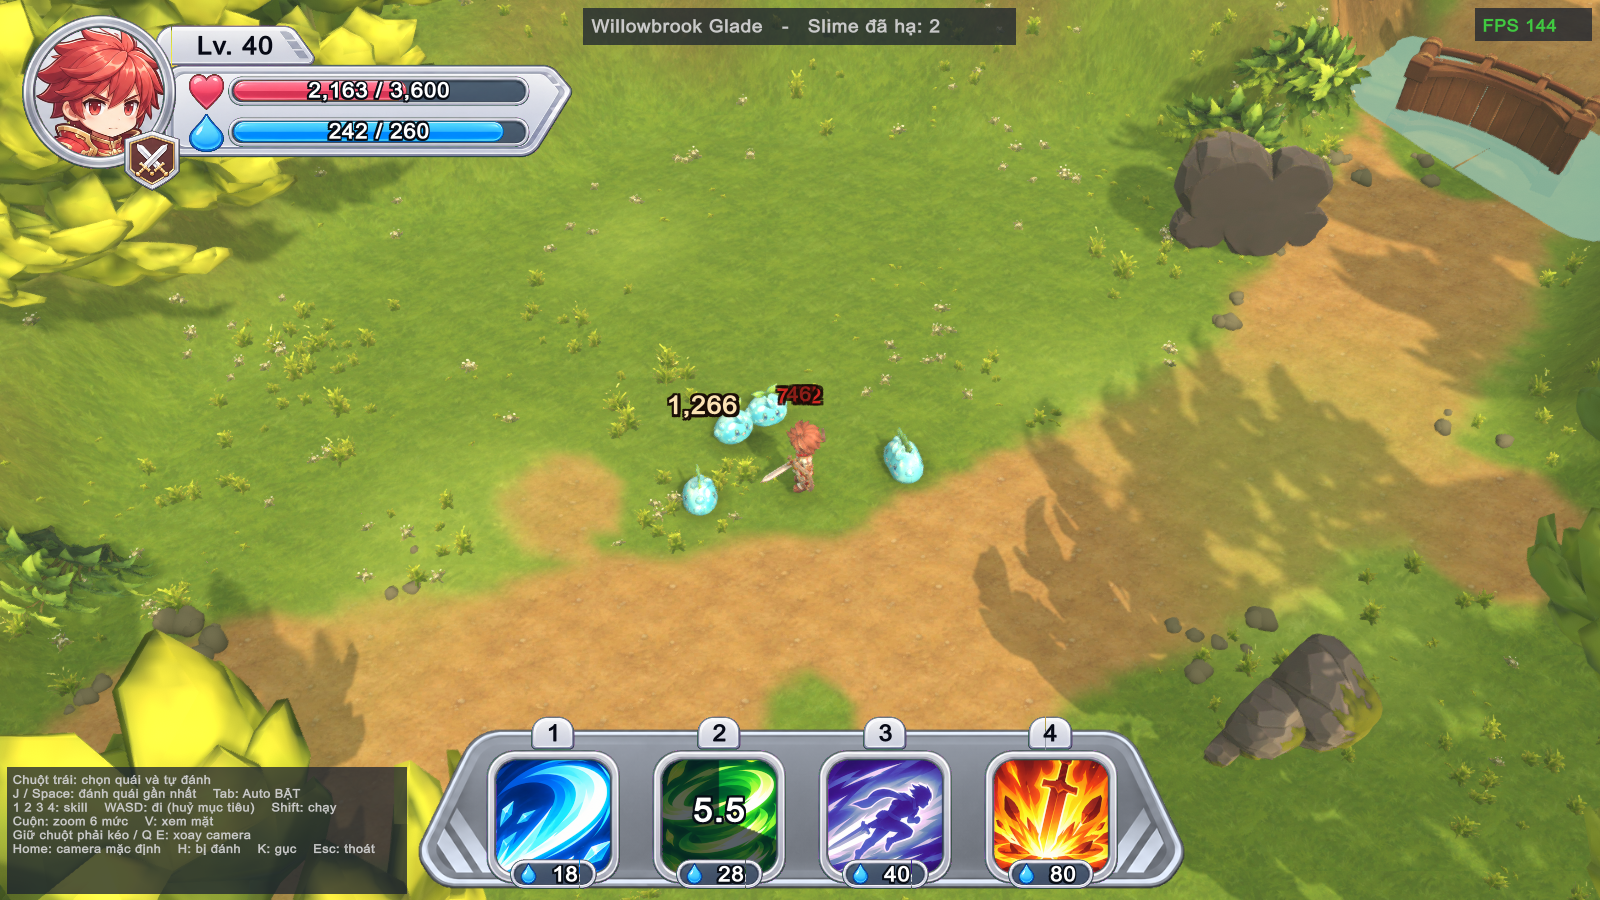 Willowbrook Glade - Slime đã hạ: 2
FPS 144
Lv. 40
2,163 / 3,600
242 / 260
1,266
1 2 3 4
5.5
18 28 40 80
Chuột trái: chọn quái và tự đánh
J / Space: đánh quái gần nhất Tab: Auto BẬT
1 2 3 4: skill WASD: đi (huỷ mục tiêu) Shift: chạy
Cuộn: zoom 6 mức V: xem mặt
Giữ chuột phải kéo / Q E: xoay camera
Home: camera mặc định H: bị đánh K: gục Esc: thoát